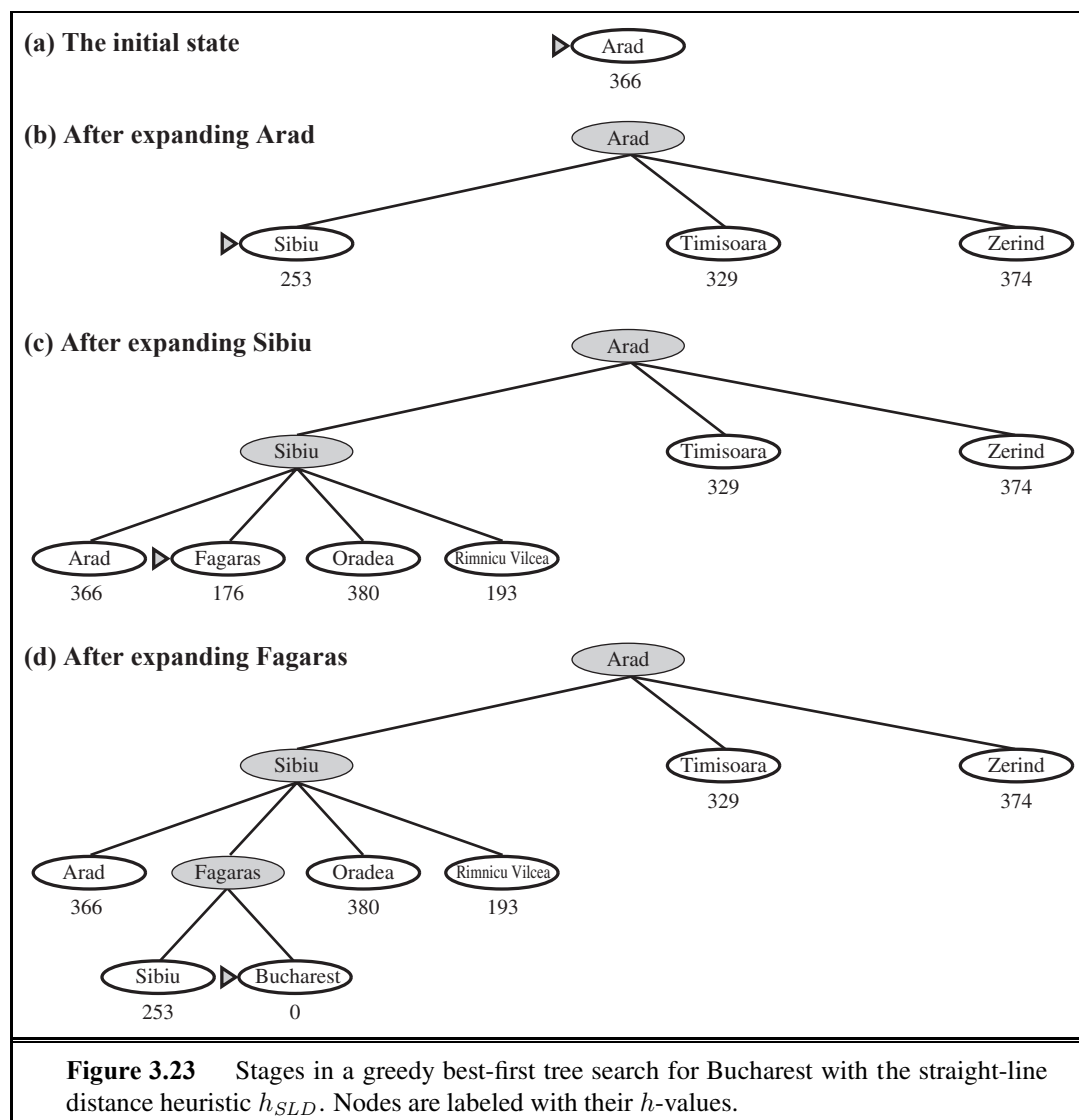 (a) The initial state
Arad
366
(b) After expanding Arad
Arad
Sibiu
Timisoara
Zerind
253
329
374
(c) After expanding Sibiu
Arad
Sibiu
Timisoara
Zerind
329
374
Arad
Fagaras
Oradea
Rimnicu Vilcea
366
176
380
193
(d) After expanding Fagaras
Arad
Sibiu
Timisoara
Zerind
329
374
Arad
Fagaras
Oradea
Rimnicu Vilcea
366
380
193
Sibiu
Bucharest
253
0
Figure 3.23 Stages in a greedy best-first tree search for Bucharest with the straight-line
distance heuristic hSLD. Nodes are labeled with their h-values.